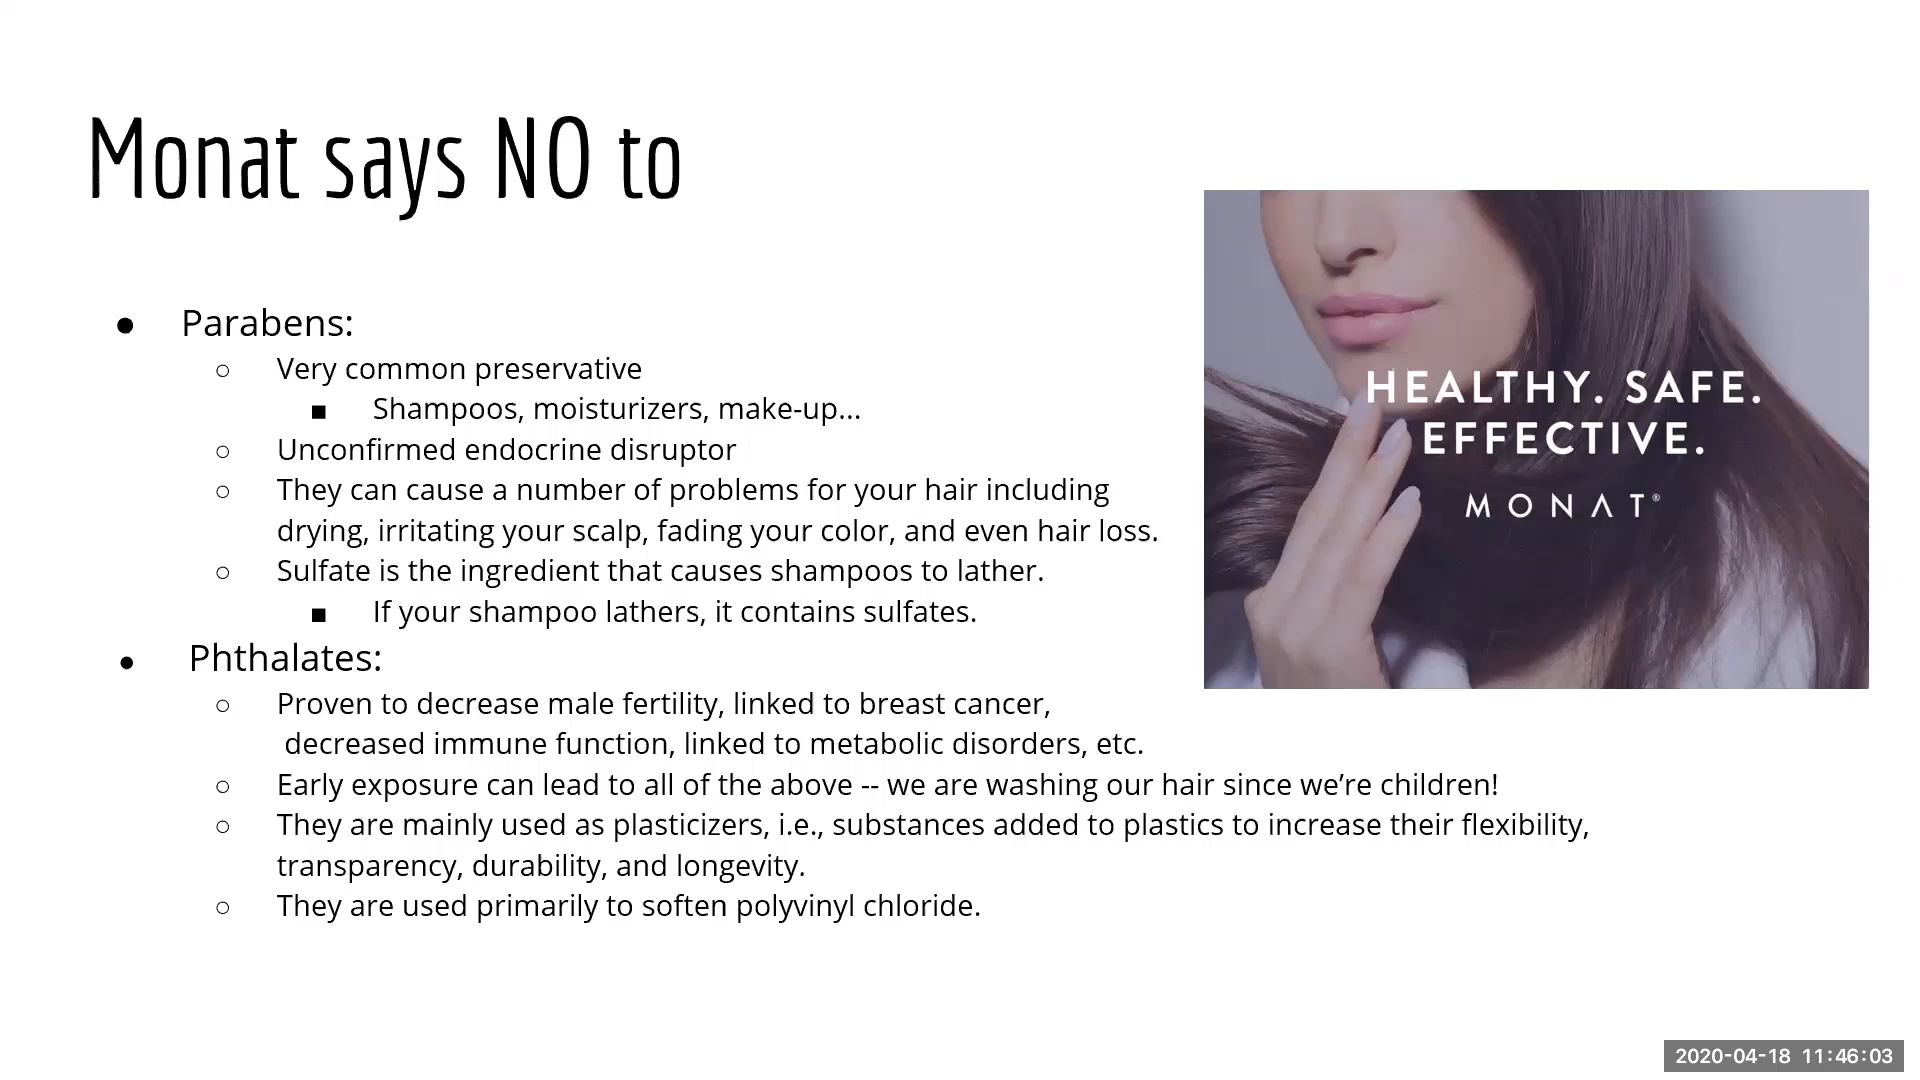 Monat says NO to
● Parabens:
○ Very common preservative
■ Shampoos, moisturizers, make-up...
○ Unconfirmed endocrine disruptor
○ They can cause a number of problems for your hair including
drying, irritating your scalp, fading your color, and even hair loss.
○ Sulfate is the ingredient that causes shampoos to lather.
■ If your shampoo lathers, it contains sulfates.
● Phthalates:
○ Proven to decrease male fertility, linked to breast cancer,
decreased immune function, linked to metabolic disorders, etc.
○ Early exposure can lead to all of the above -- we are washing our hair since we’re children!
○ They are mainly used as plasticizers, i.e., substances added to plastics to increase their flexibility,
transparency, durability, and longevity.
○ They are used primarily to soften polyvinyl chloride.
HEALTHY. SAFE.
EFFECTIVE.
MONAT®
2020-04-18 11:46:03